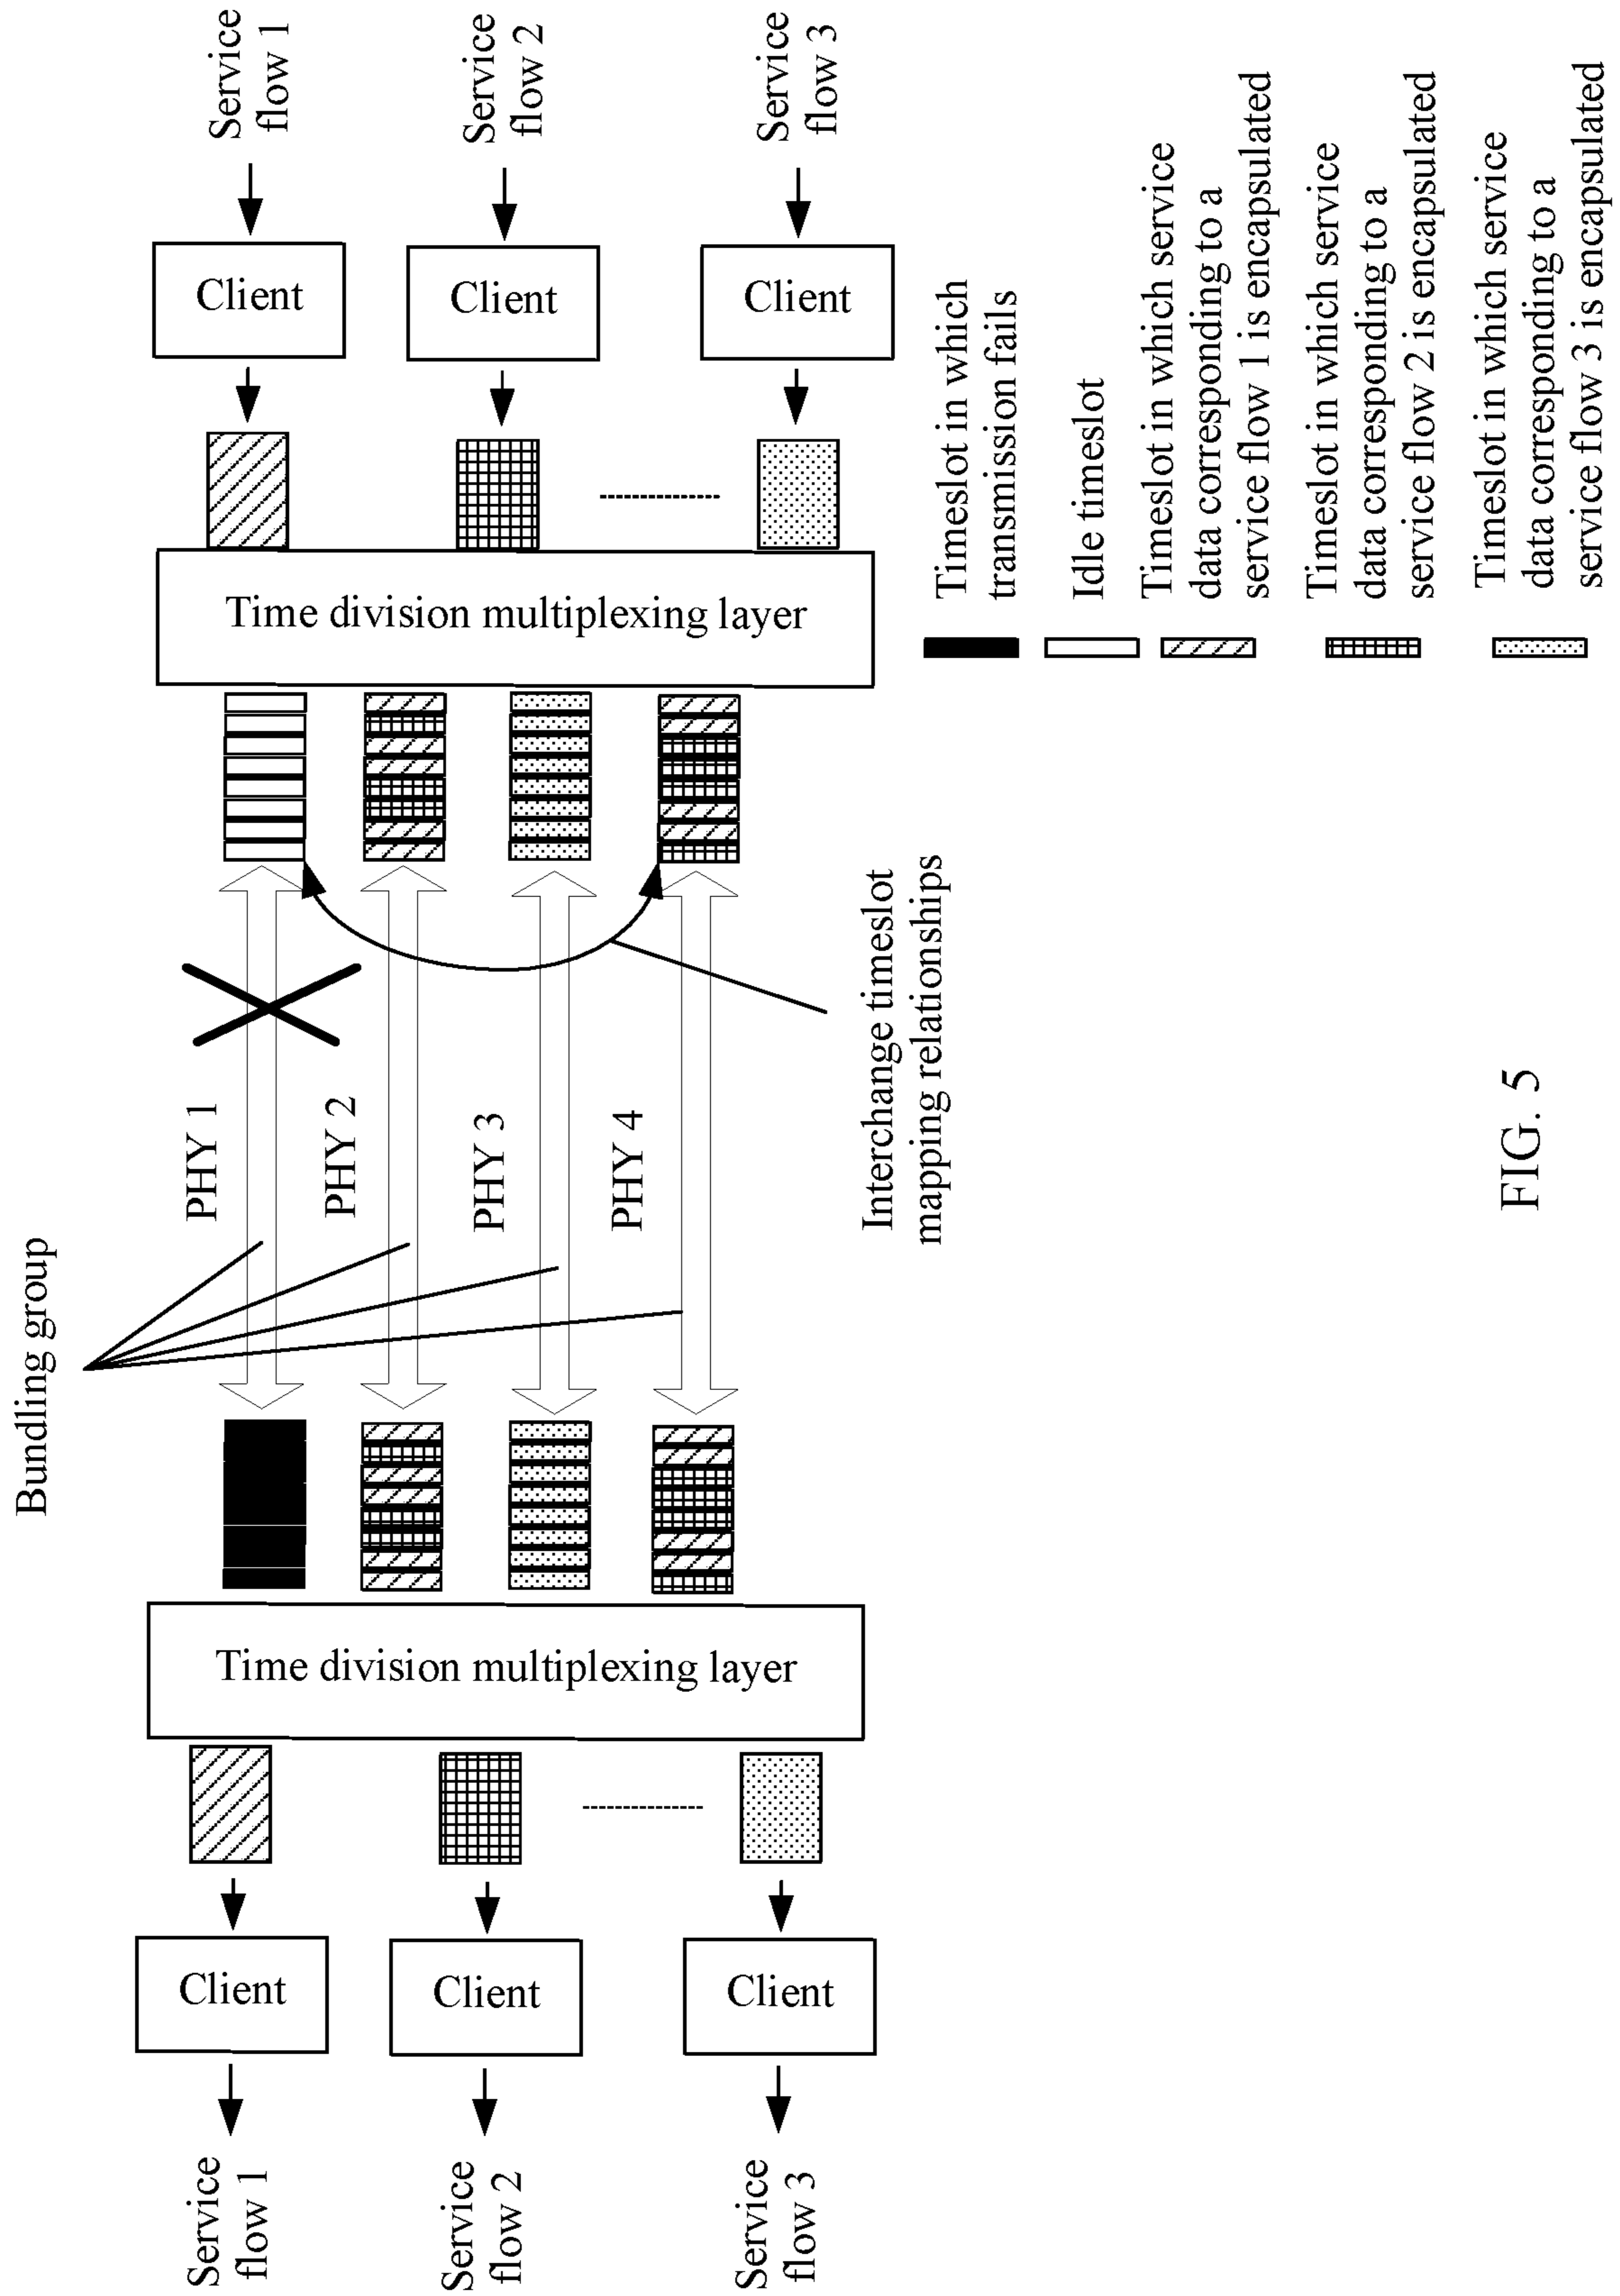 Bundling group
Service
flow 1
Client
Time division multiplexing layer
PHY 1
Client
Service
flow 1
Service
flow 2
Client
PHY 2
Client
Service
flow 2
Service
flow 3
Client
PHY 3
Time division multiplexing layer
Client
Service
flow 3
PHY 4
Interchange timeslot
mapping relationships
Timeslot in which
transmission fails
Idle timeslot
Timeslot in which service
data corresponding to a
service flow 1 is encapsulated
Timeslot in which service
data corresponding to a
service flow 2 is encapsulated
Timeslot in which service
data corresponding to a
service flow 3 is encapsulated
FIG. 5